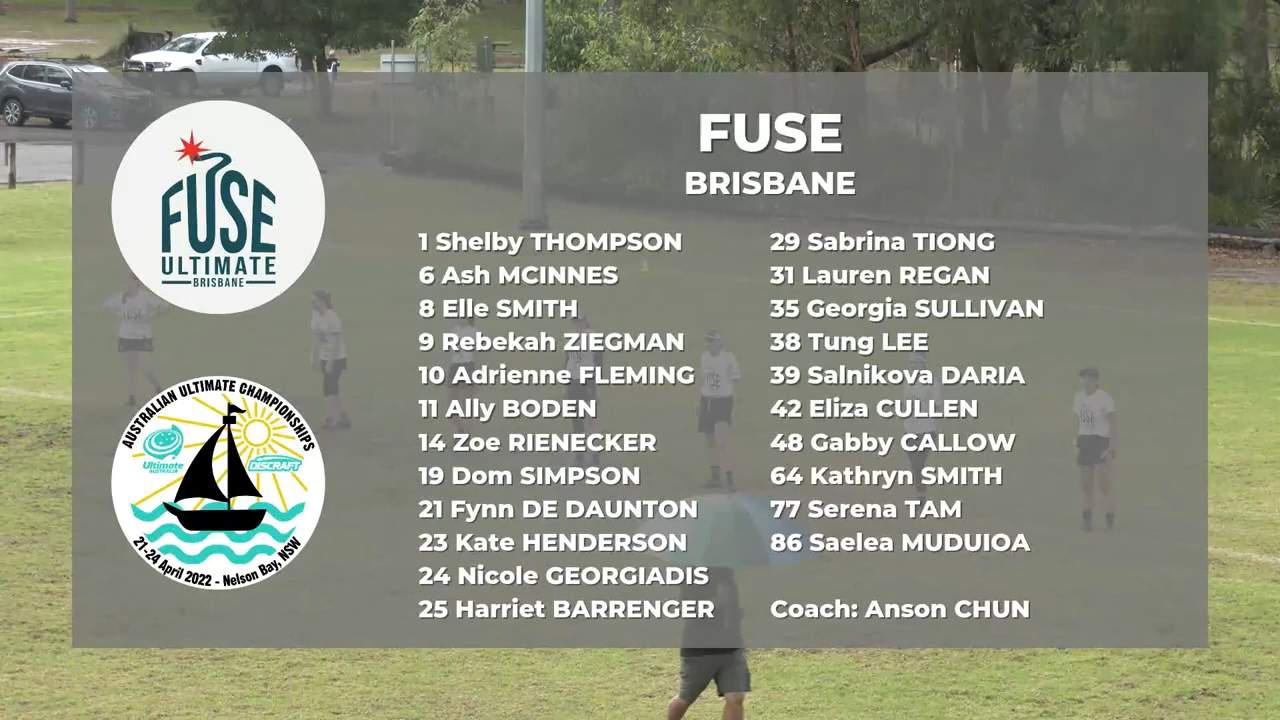 FUSE
BRISBANE
FUSE
ULTIMATE
BRISBANE
1 Shelby THOMPSON
6 Ash MCINNES
8 Elle SMITH
9 Rebekah ZIEGMAN
10 Adrienne FLEMING
11 Ally BODEN
14 Zoe RIENECKER
19 Dom SIMPSON
21 Fynn DE DAUNTON
23 Kate HENDERSON
24 Nicole GEORGIADIS
25 Harriet BARRENGER
29 Sabrina TIONG
31 Lauren REGAN
35 Georgia SULLIVAN
38 Tung LEE
39 Salnikova DARIA
42 Eliza CULLEN
48 Gabby CALLOW
64 Kathryn SMITH
77 Serena TAM
86 Saelea MUDUIOA
Coach: Anson CHUN
AUSTRALIAN ULTIMATE CHAMPIONSHIPS
Ultimate
AUSTRALIA
DISCRAFT
21-24 April 2022 - Nelson Bay, NSW